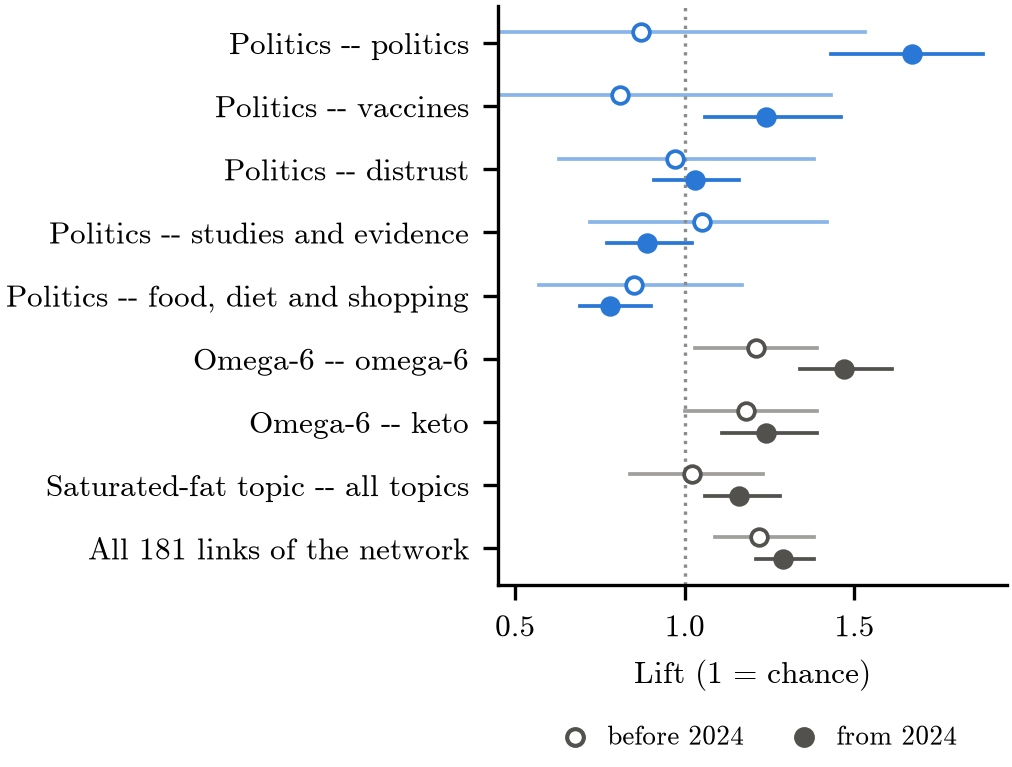 Politics -- politics
Politics -- vaccines
Politics -- distrust
Politics -- studies and evidence
Politics -- food, diet and shopping
Omega-6 -- omega-6
Omega-6 -- keto
Saturated-fat topic -- all topics
All 181 links of the network
0.5 1.0 1.5
Lift (1 = chance)
before 2024 from 2024